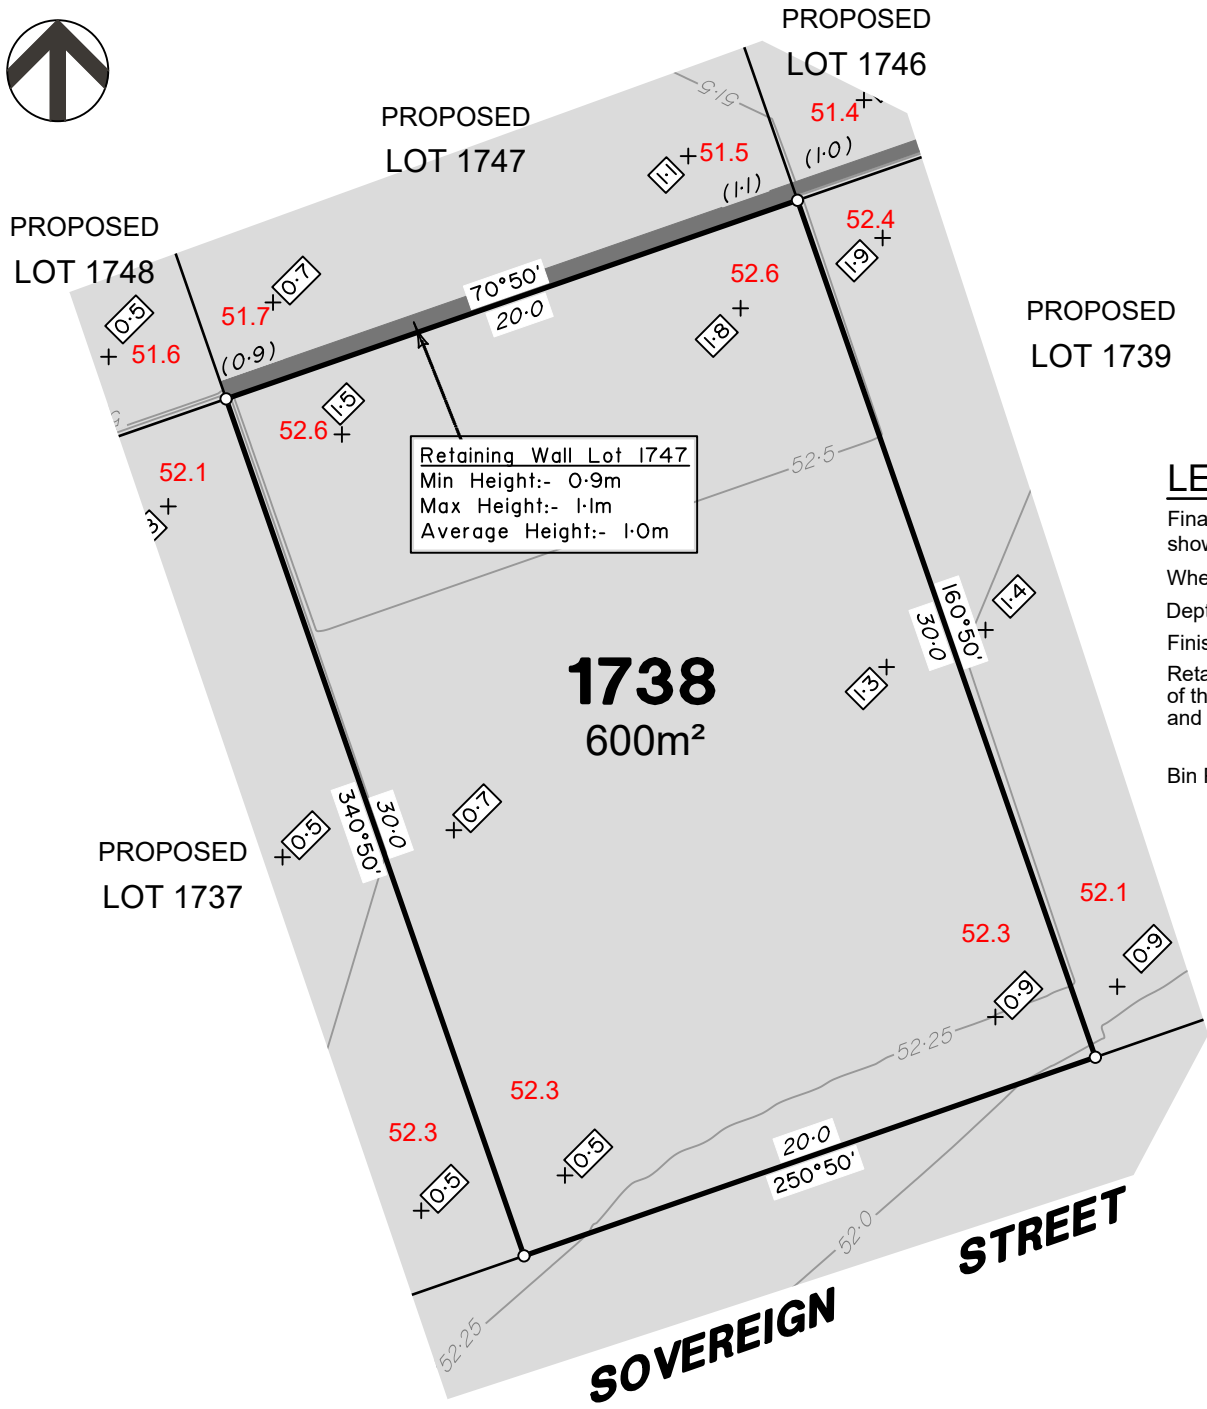 PROPOSED
LOT 1746
51.5
51.4
PROPOSED
LOT 1747
51.5
(1.0)
1.1
(1.1)
PROPOSED
LOT 1748
52.4
1.9
0.7
0.5
51.7
51.6
(0.9)
70°50'
20.0
52.6
1.8
PROPOSED
LOT 1739
1.5
52.6
Retaining Wall Lot 1747
Min Height:- 0.9m
Max Height:- 1.1m
Average Height:- 1.0m
52.5
52.1
160°50'
30.0
1.4
1.3
1738
600m²
340°50'
30.0
0.7
0.5
PROPOSED
LOT 1737
52.1
0.9
52.3
0.9
52.25
52.3
0.5
52.3
0.5
20.0
250°50'
52.0
52.25
SOVEREIGN STREET
of th
and
Bin